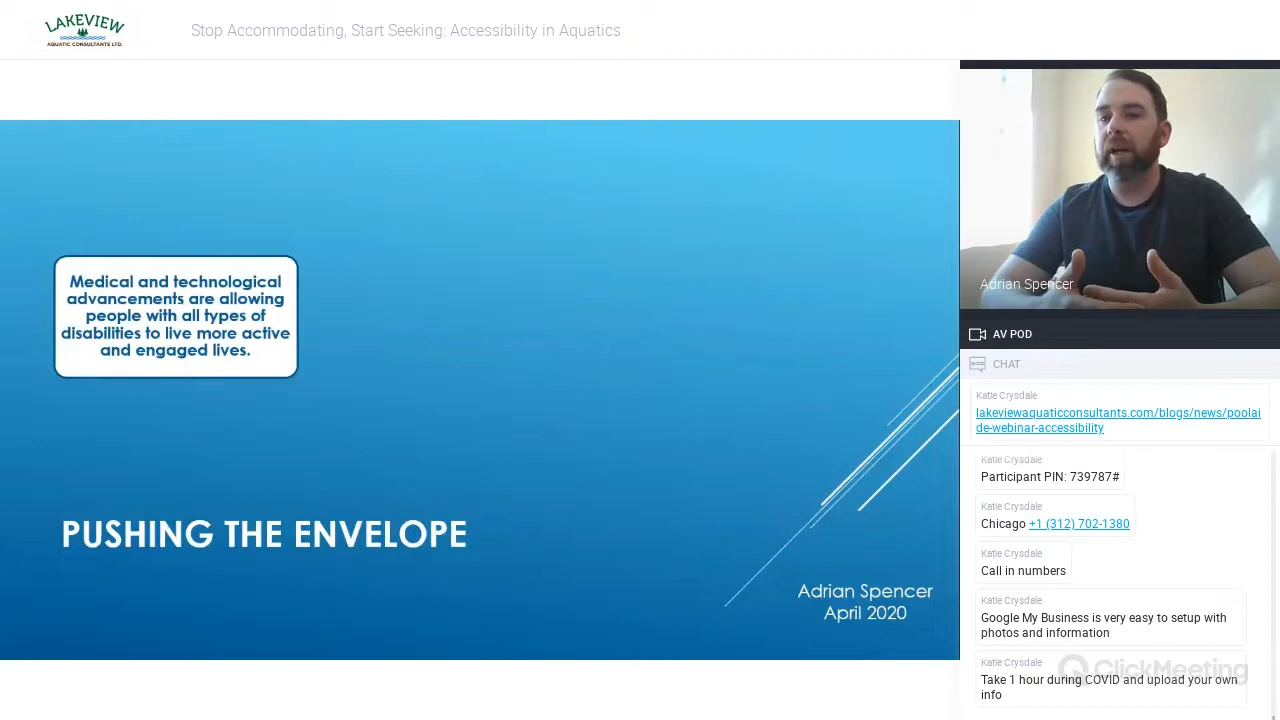 LAKEVIEW
AQUATIC CONSULTANTS LTD.
Stop Accommodating, Start Seeking: Accessibility in Aquatics
Medical and technological
advancements are allowing
people with all types of
disabilities to live more active
and engaged lives.
PUSHING THE ENVELOPE
Adrian Spencer
April 2020
Adrian Spencer
AV POD
CHAT
Katie Crysdale
lakeviewaquaticconsultants.com/blogs/news/poolai
de-webinar-accessibility
Katie Crysdale
Participant PIN: 739787#
Katie Crysdale
Chicago +1 (312) 702-1380
Katie Crysdale
Call in numbers
Katie Crysdale
Google My Business is very easy to setup with
photos and information
Katie Crysdale
ClickMeeting
Take 1 hour during COVID and upload your own
info